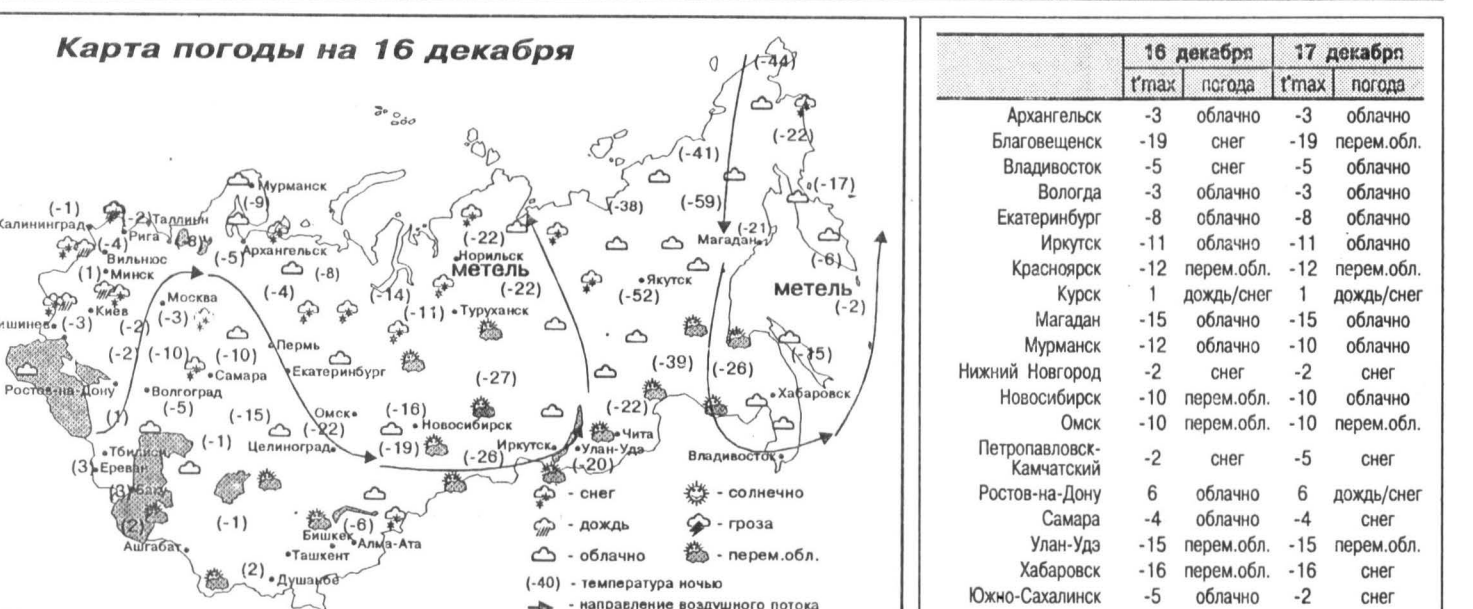 Карта погоды на 16 декабря
(-44)
(-22)
(-41)
(-17)
Мурманск
(-9)
(-1)
Калининград
(-2) Таллинн
Рига
(-38)
(-59)
(-21)
Магадан
(-4)
Вильнюс
(-8)
(-5)
Архангельск
(-22)
Норильск
метель
(-6)
(1)
Минск
(-8)
(-4)
(-14)
(-22)
Якутск
(-52)
метель
(-2)
Москва
(-3)
Киев
(-11)
Туруханск
(-3)
(-2)
Пермь
(-2)
(-10)
(-10)
Самара
Екатеринбург
(-39)
(-26)
(-15)
Ростов-на-Дону
Волгоград
(-5)
(-27)
Хабаровск
(1)
(-15)
Омск
(-22)
(-16)
Новосибирск
(-22)
Чита
Тбилиси
(-1)
Целиноград
(-19)
(-26)
Иркутск
Улан-Удэ
(-20)
Владивосток
(3)
Ереван
(3)
Баку
(2)
(-1)
(-6)
Бишкек
Алма-Ата
Ашгабат
Ташкент
(2)
Душанбе
- снег
- солнечно
- дождь
- гроза
- облачно
- перем.обл.
(-40) - температура ночью
- направление воздушного потока
16 декабря 17 декабря
t°max погода t°max погода
Архангельск -3 облачно -3 облачно
Благовещенск -19 снег -19 перем.обл.
Владивосток -5 снег -5 облачно
Вологда -3 облачно -3 облачно
Екатеринбург -8 облачно -8 облачно
Иркутск -11 облачно -11 облачно
Красноярск -12 перем.обл. -12 перем.обл.
Курск 1 дождь/снег 1 дождь/снег
Магадан -15 облачно -15 облачно
Мурманск -12 облачно -10 облачно
Нижний Новгород -2 снег -2 снег
Новосибирск -10 перем.обл. -10 облачно
Омск -10 перем.обл. -10 перем.обл.
Петропавловск-
Камчатский -2 снег -5 снег
Ростов-на-Дону 6 облачно 6 дождь/снег
Самара -4 облачно -4 снег
Улан-Удэ -15 перем.обл. -15 перем.обл.
Хабаровск -16 перем.обл. -16 снег
Южно-Сахалинск -5 облачно -2 снег